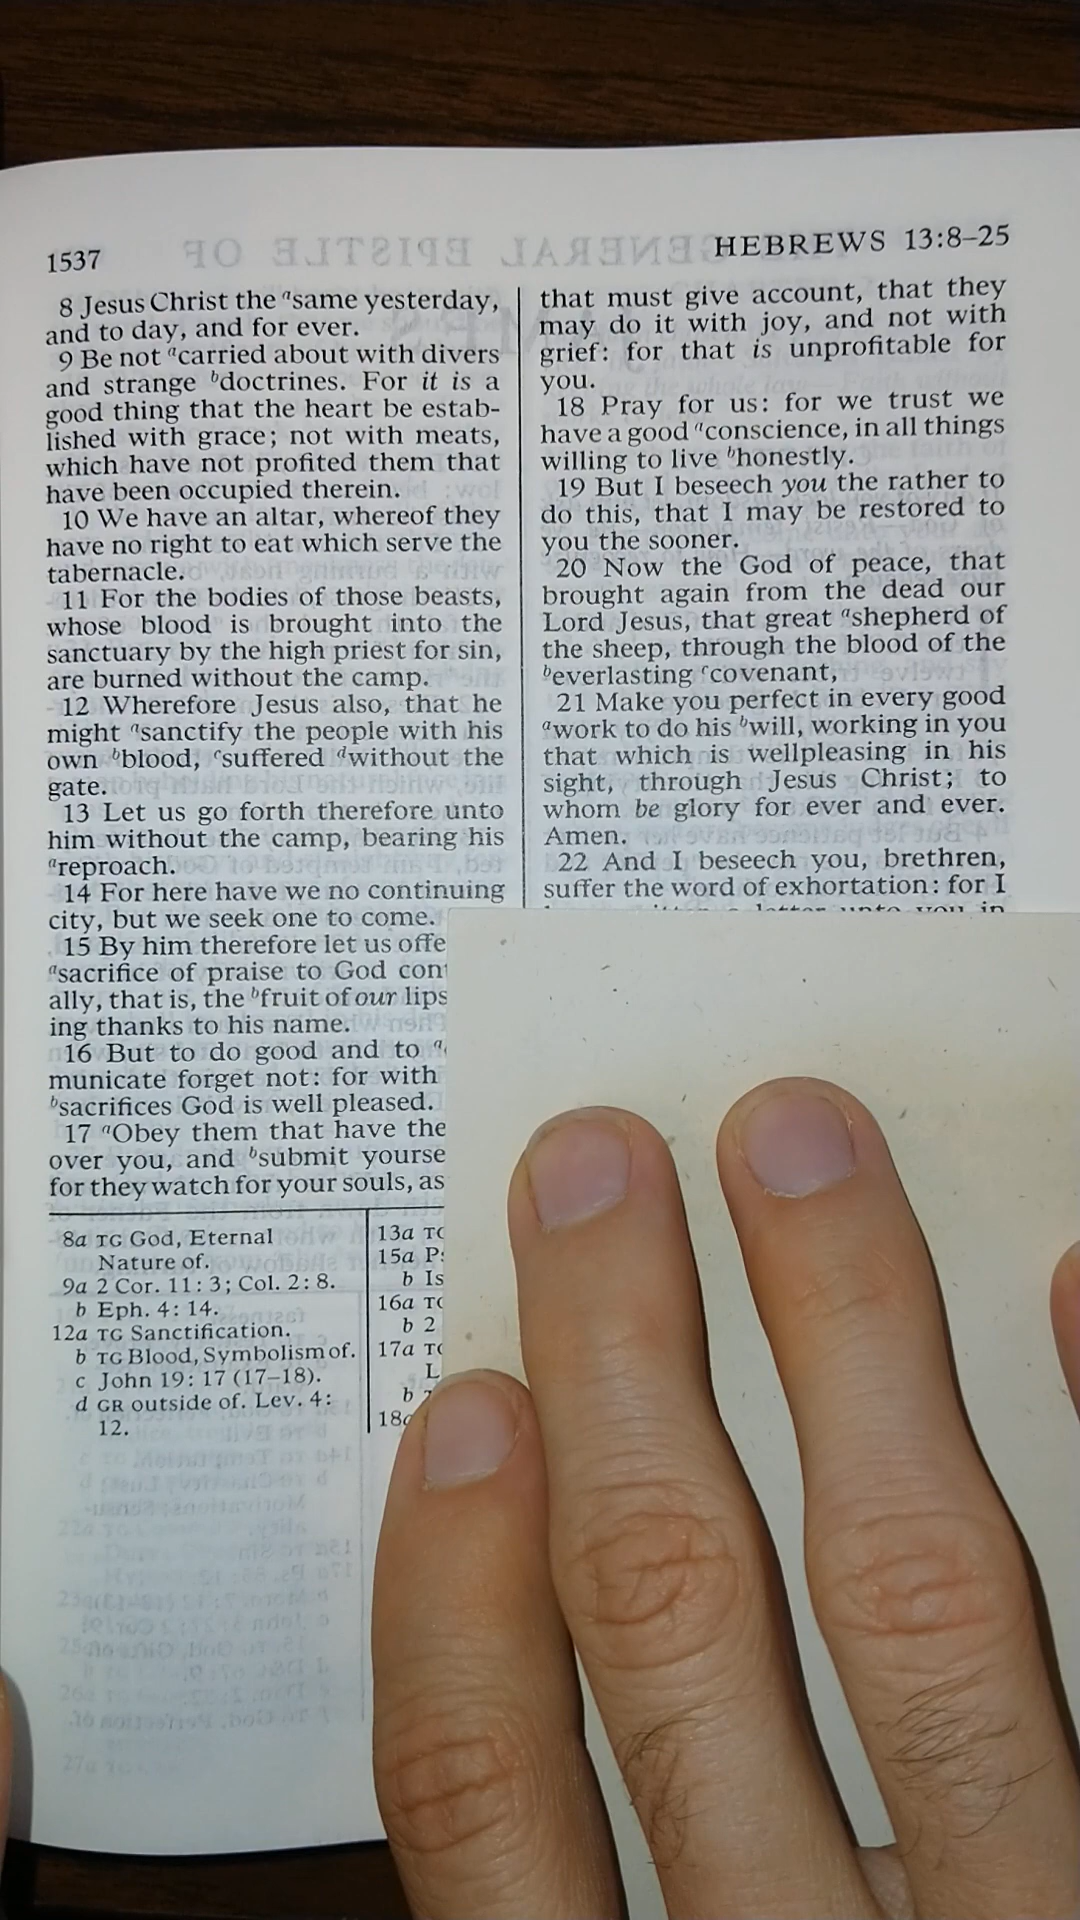 1537
HEBREWS 13:8–25
8 Jesus Christ the ᵃsame yesterday,
and to day, and for ever.
9 Be not ᵃcarried about with divers
and strange ᵇdoctrines. For it is a
good thing that the heart be estab-
lished with grace; not with meats,
which have not profited them that
have been occupied therein.
10 We have an altar, whereof they
have no right to eat which serve the
tabernacle.
11 For the bodies of those beasts,
whose blood is brought into the
sanctuary by the high priest for sin,
are burned without the camp.
12 Wherefore Jesus also, that he
might ᵃsanctify the people with his
own ᵇblood, ᶜsuffered ᵈwithout the
gate.
13 Let us go forth therefore unto
him without the camp, bearing his
ᵃreproach.
14 For here have we no continuing
city, but we seek one to come.
15 By him therefore let us offe
ᵃsacrifice of praise to God con
ally, that is, the ᵇfruit of our lips
ing thanks to his name.
16 But to do good and to
municate forget not: for with
ᵇsacrifices God is well pleased.
17 ᵃObey them that have the
over you, and ᵇsubmit yourse
for they watch for your souls, as
that must give account, that they
may do it with joy, and not with
grief: for that is unprofitable for
you.
18 Pray for us: for we trust we
have a good ᵃconscience, in all things
willing to live ᵇhonestly.
19 But I beseech you the rather to
do this, that I may be restored to
you the sooner.
20 Now the God of peace, that
brought again from the dead our
Lord Jesus, that great ᵃshepherd of
the sheep, through the blood of the
ᵇeverlasting ᶜcovenant,
21 Make you perfect in every good
ᵃwork to do his ᵇwill, working in you
that which is wellpleasing in his
sight, through Jesus Christ; to
whom be glory for ever and ever.
Amen.
22 And I beseech you, brethren,
suffer the word of exhortation: for I
a letter unto you in
8a TG God, Eternal
Nature of.
9a 2 Cor. 11:3; Col. 2:8.
b Eph. 4:14.
12a TG Sanctification.
b TG Blood, Symbolism of.
c John 19:17 (17–18).
d GR outside of. Lev. 4:
12.
13a TG
15a Ps
b Is
16a TG
b 2
17a TG
L
b
18a